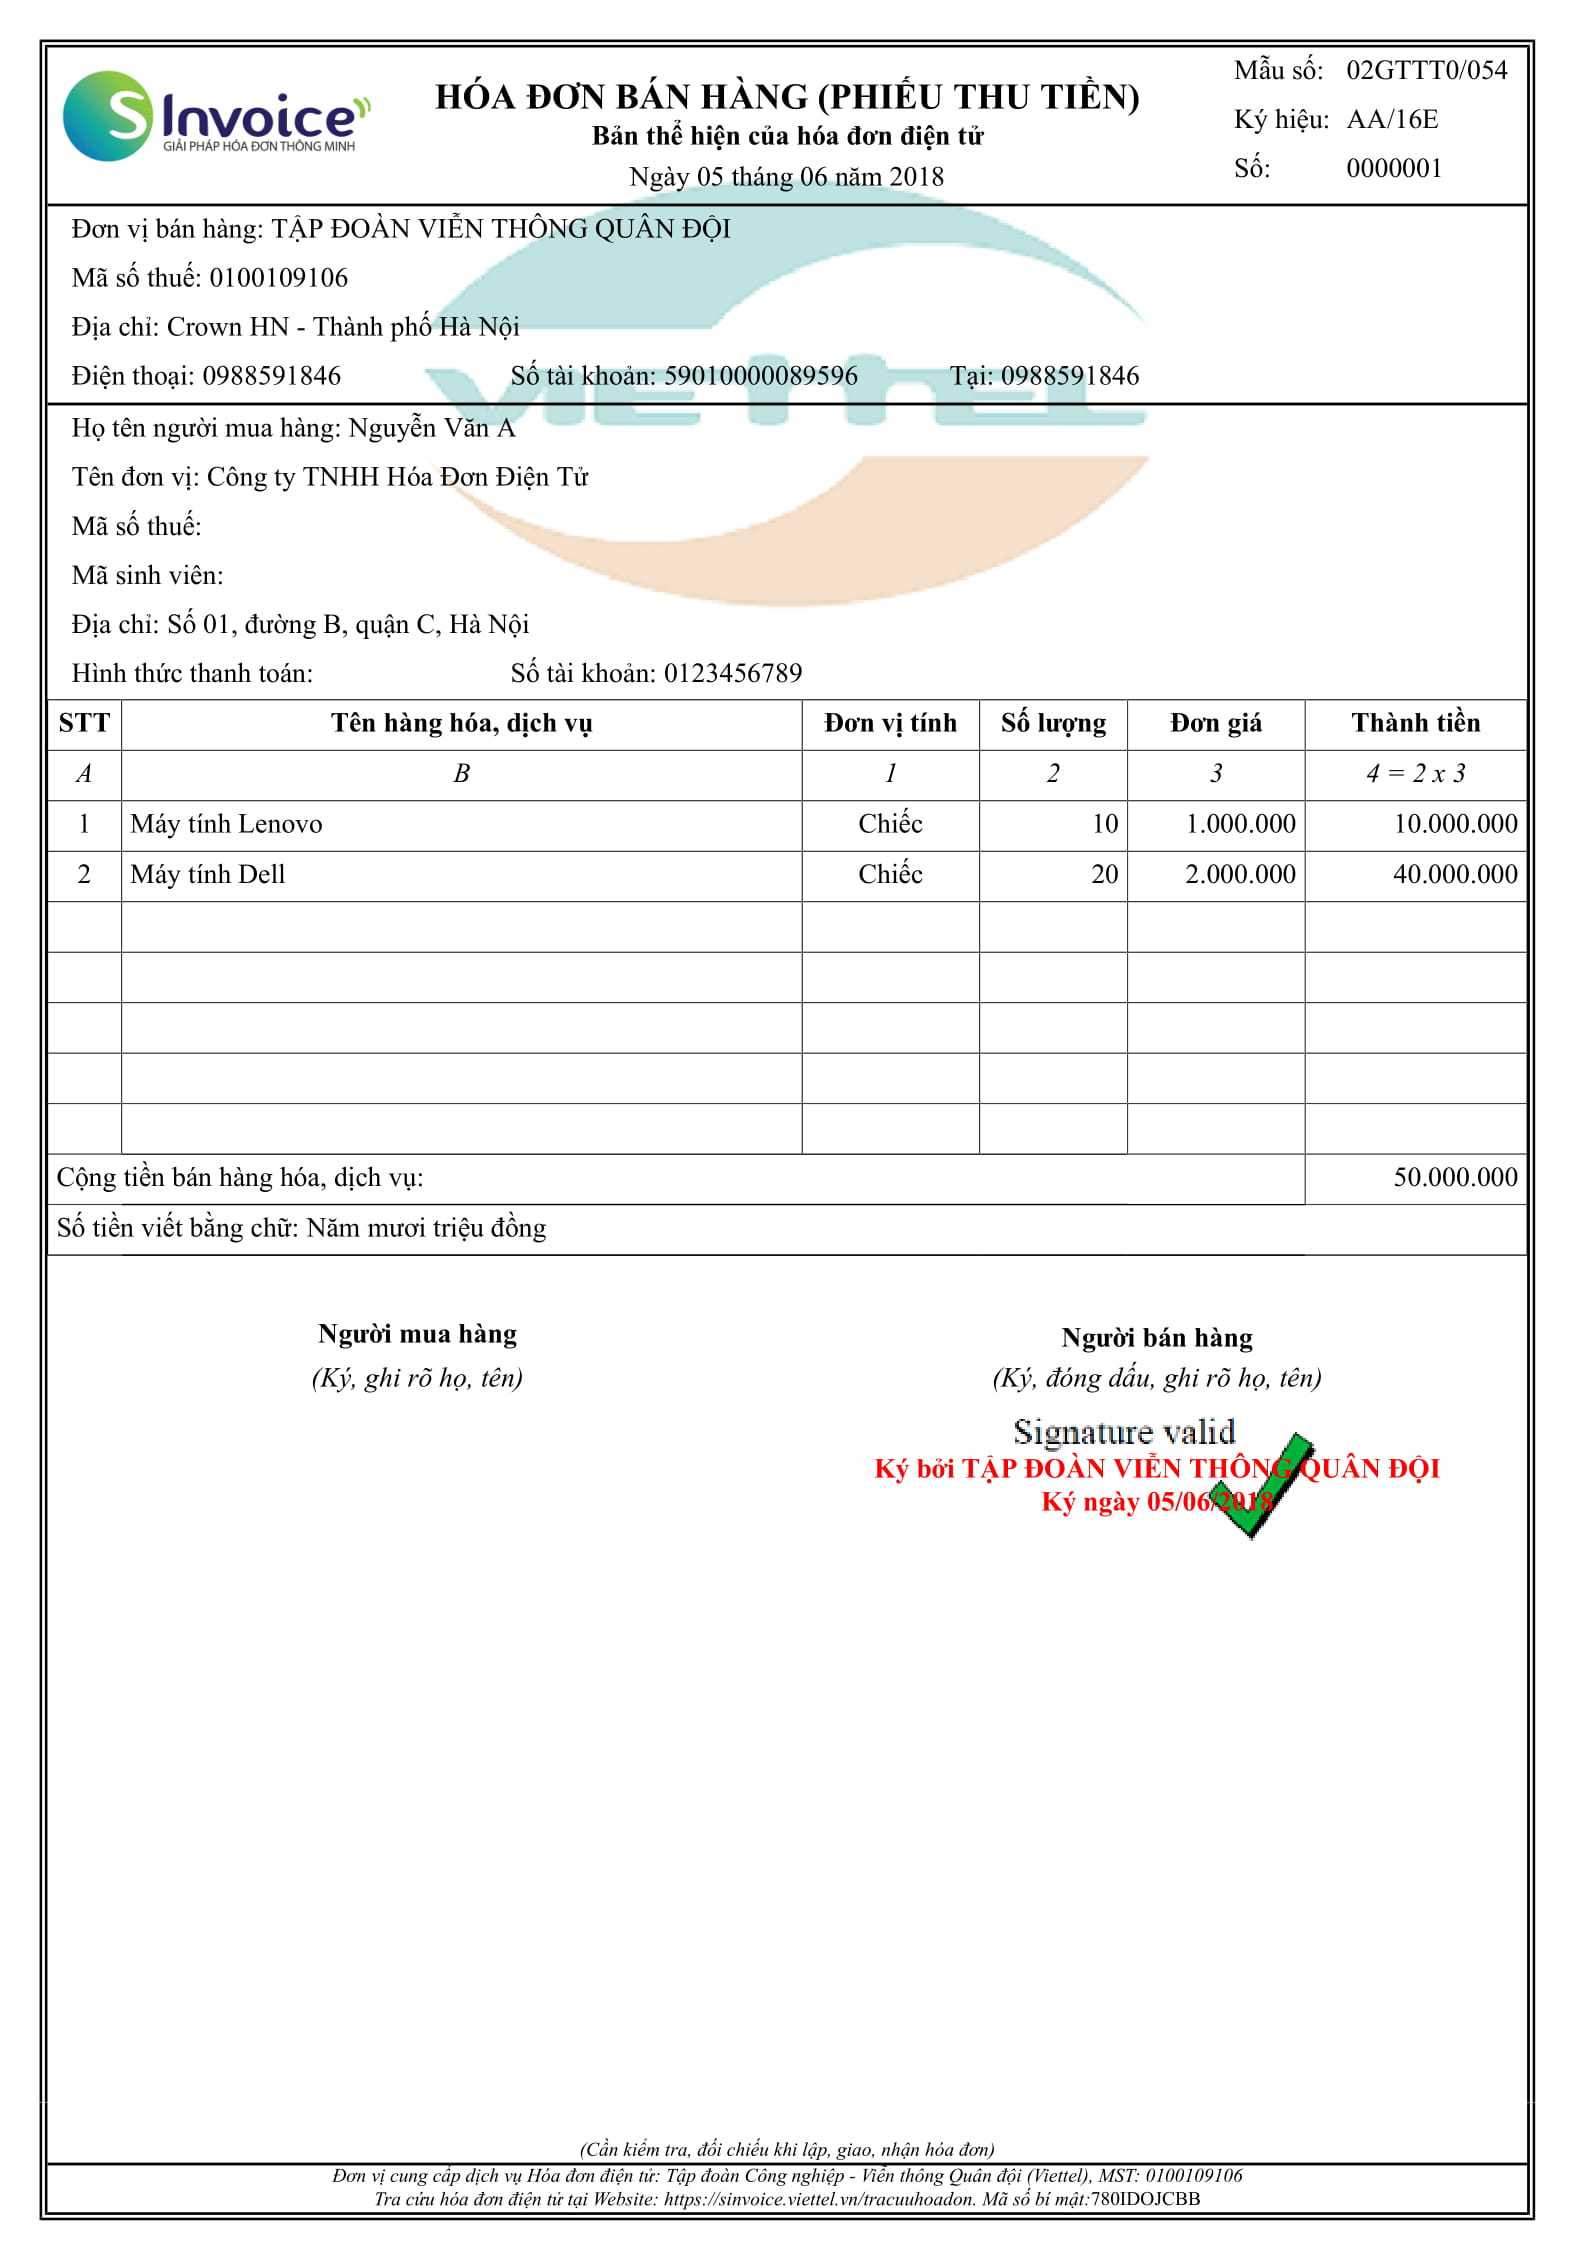 S Invoice
GIẢI PHÁP HÓA ĐƠN THÔNG MINH
HÓA ĐƠN BÁN HÀNG (PHIẾU THU TIỀN)
Bản thể hiện của hóa đơn điện tử
Ngày 05 tháng 06 năm 2018
Mẫu số: 02GTTT0/054
Ký hiệu: AA/16E
Số: 0000001
Đơn vị bán hàng: TẬP ĐOÀN VIỄN THÔNG QUÂN ĐỘI
Mã số thuế: 0100109106
Địa chỉ: Crown HN - Thành phố Hà Nội
Điện thoại: 0988591846 Số tài khoản: 59010000089596 Tại: 0988591846
VIETTEL
Họ tên người mua hàng: Nguyễn Văn A
Tên đơn vị: Công ty TNHH Hóa Đơn Điện Tử
Mã số thuế:
Mã sinh viên:
Địa chỉ: Số 01, đường B, quận C, Hà Nội
Hình thức thanh toán: Số tài khoản: 0123456789
STT Tên hàng hóa, dịch vụ Đơn vị tính Số lượng Đơn giá Thành tiền
A B 1 2 3 4 = 2 x 3
1 Máy tính Lenovo Chiếc 10 1.000.000 10.000.000
2 Máy tính Dell Chiếc 20 2.000.000 40.000.000
Cộng tiền bán hàng hóa, dịch vụ: 50.000.000
Số tiền viết bằng chữ: Năm mươi triệu đồng
Người mua hàng
(Ký, ghi rõ họ, tên)
Người bán hàng
(Ký, đóng dấu, ghi rõ họ, tên)
Signature valid
Ký bởi TẬP ĐOÀN VIỄN THÔNG QUÂN ĐỘI
Ký ngày 05/06/2018
(Cần kiểm tra, đối chiếu khi lập, giao, nhận hóa đơn)
Đơn vị cung cấp dịch vụ Hóa đơn điện tử: Tập đoàn Công nghiệp - Viễn thông Quân đội (Viettel), MST: 0100109106
Tra cứu hóa đơn điện tử tại Website: https://sinvoice.viettel.vn/tracuuhoadon. Mã số bí mật:780IDOJCBB